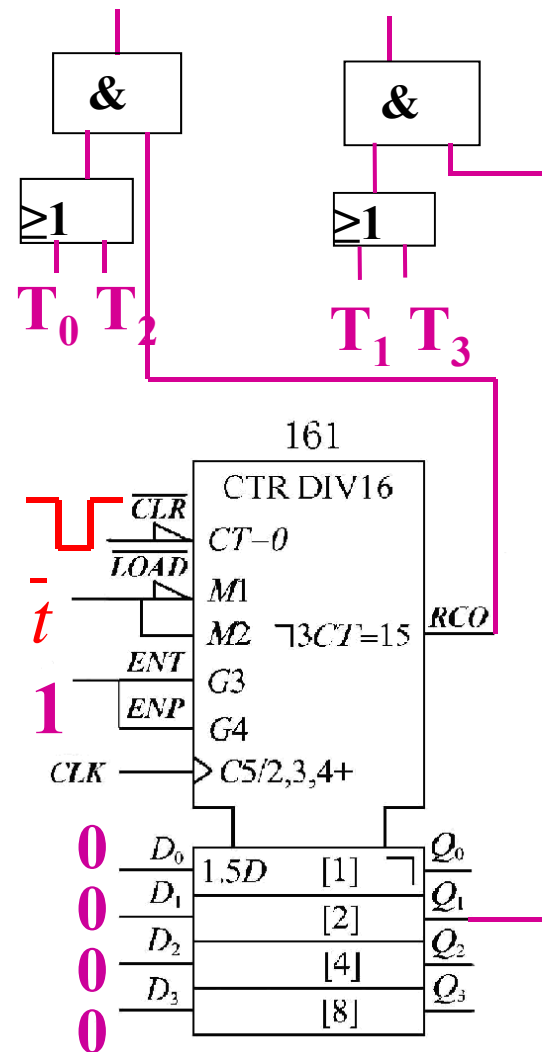 & &
≥1 ≥1
T₀ T₂ T₁ T₃
161
CTR DIV16
CLR CT-0
LOAD M1
t̄ M2 ┐3CT=15 RCO
ENT G3
1 ENP G4
CLK C5/2,3,4+
0 D₀ 1.5D [1] ┐ Q₀
0 D₁ [2] Q₁
0 D₂ [4] Q₂
0 D₃ [8] Q₃